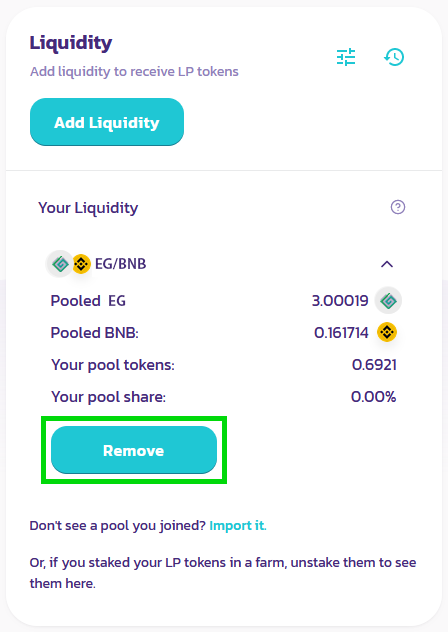 Liquidity
Add liquidity to receive LP tokens
Add Liquidity
Your Liquidity
EG/BNB
Pooled EG 3.00019
Pooled BNB: 0.161714
Your pool tokens: 0.6921
Your pool share: 0.00%
Remove
Don't see a pool you joined? Import it.
Or, if you staked your LP tokens in a farm, unstake them to see
them here.